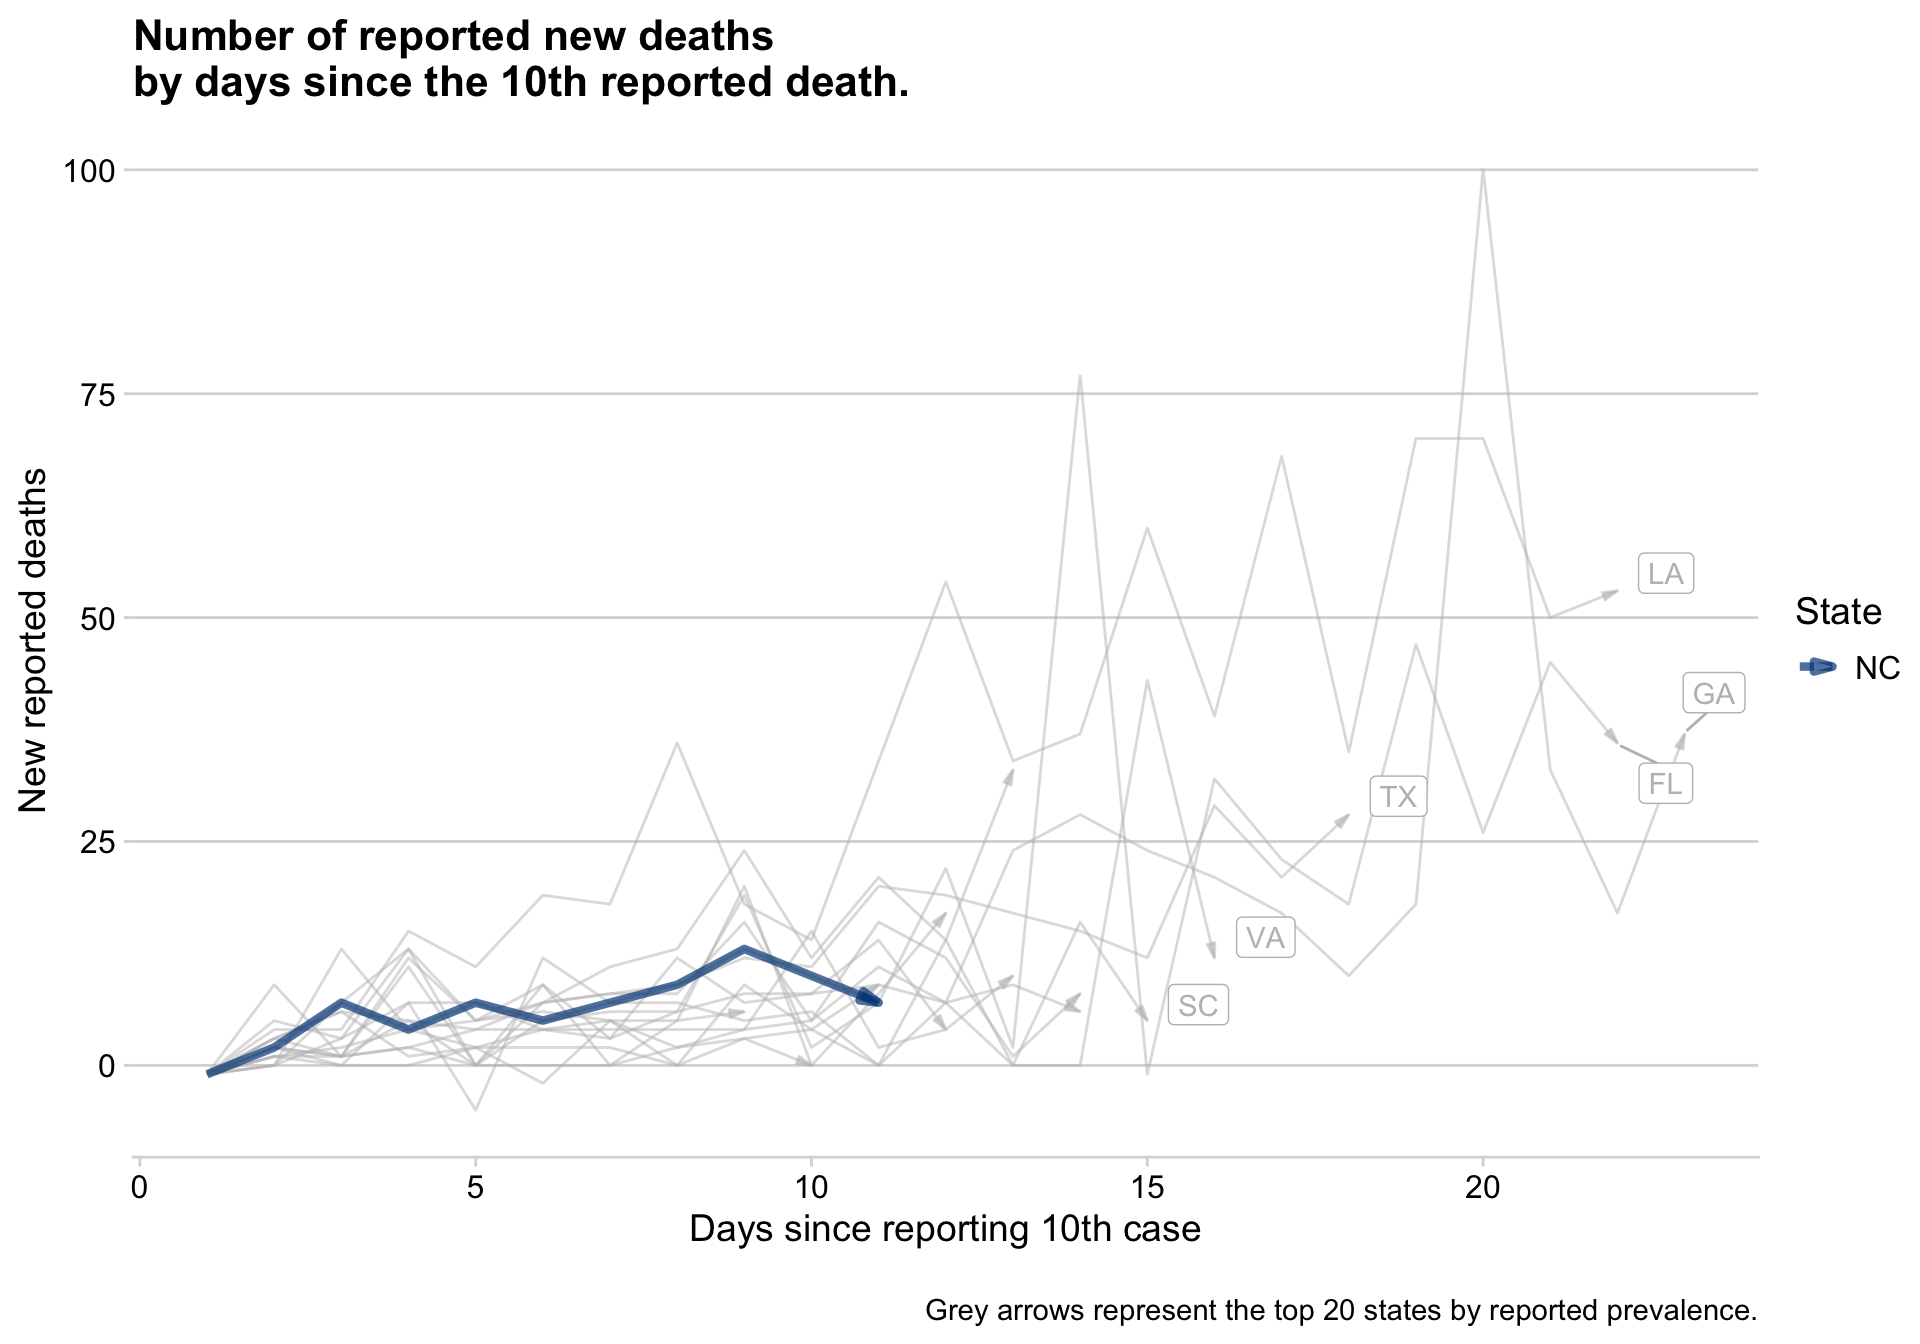 Number of reported new deaths
by days since the 10th reported death.
New reported deaths
100
75
50
25
0
LA
GA
FL
TX
VA
SC
State
NC
0 5 10 15 20
Days since reporting 10th case
Grey arrows represent the top 20 states by reported prevalence.